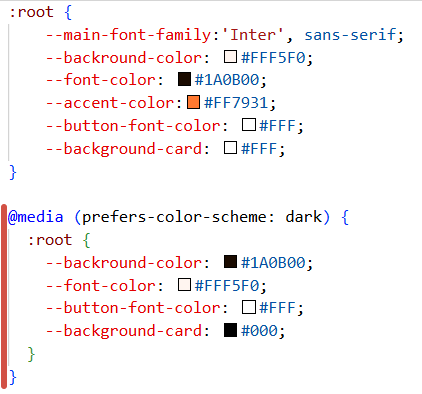 :root {
--main-font-family:'Inter', sans-serif;
--backround-color: #FFF5F0;
--font-color: #1A0B00;
--accent-color:#FF7931;
--button-font-color: #FFF;
--background-card: #FFF;
}
@media (prefers-color-scheme: dark) {
:root {
--backround-color: #1A0B00;
--font-color: #FFF5F0;
--button-font-color: #FFF;
--background-card: #000;
}
}